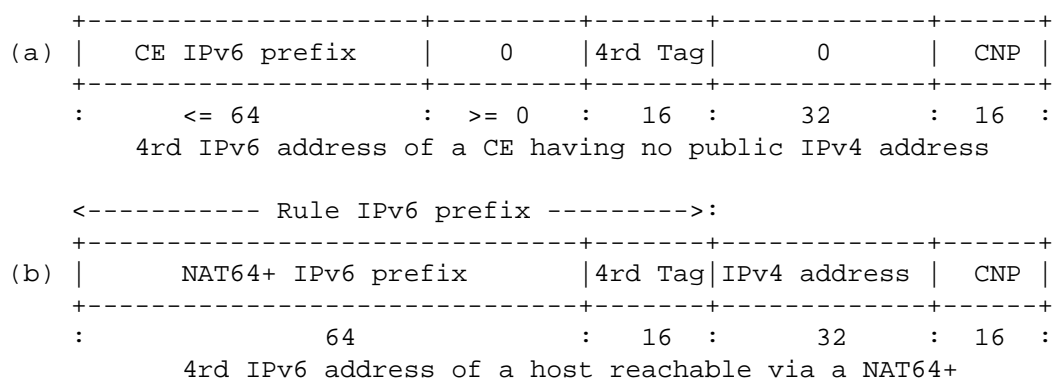 +--------------------+---------+-------+-------------+------+
(a) |   CE IPv6 prefix   |    0    |4rd Tag|      0      |  CNP |
+--------------------+---------+-------+-------------+------+
:       <= 64        :  >= 0   :  16   :     32      :  16  :
4rd IPv6 address of a CE having no public IPv4 address
<----------- Rule IPv6 prefix --------->:
+------------------------------+-------+-------------+------+
(b) |     NAT64+ IPv6 prefix       |4rd Tag|IPv4 address |  CNP |
+------------------------------+-------+-------------+------+
:              64              :  16   :     32      :  16  :
4rd IPv6 address of a host reachable via a NAT64+